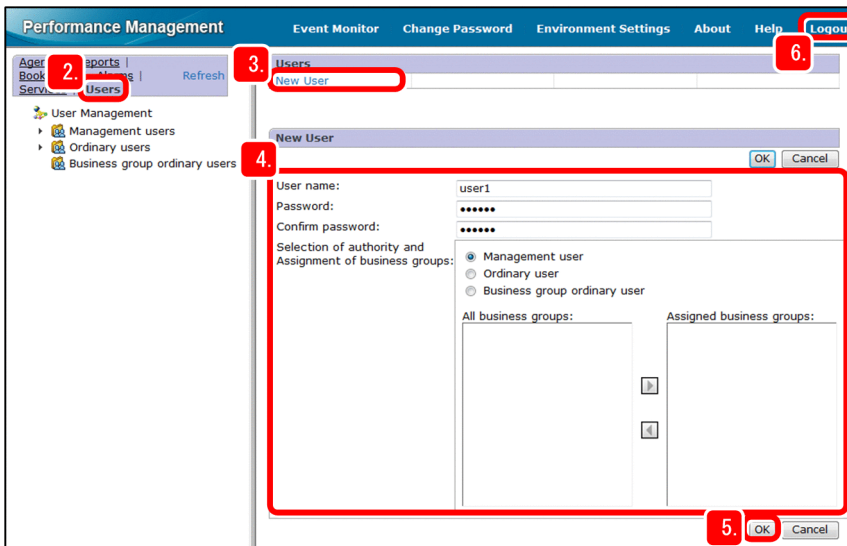 Performance Management
Event Monitor Change Password Environment Settings About Help Logou
6.
Agen eports |
Book Alarms | Refresh
Servic | Users
2.
3.
Users
New User
User Management
Management users
Ordinary users
Business group ordinary users
New User
OK Cancel
4.
User name: user1
Password: ••••••
Confirm password: ••••••
Selection of authority and
Assignment of business groups:
Management user
Ordinary user
Business group ordinary user
All business groups: Assigned business groups:
5. OK Cancel